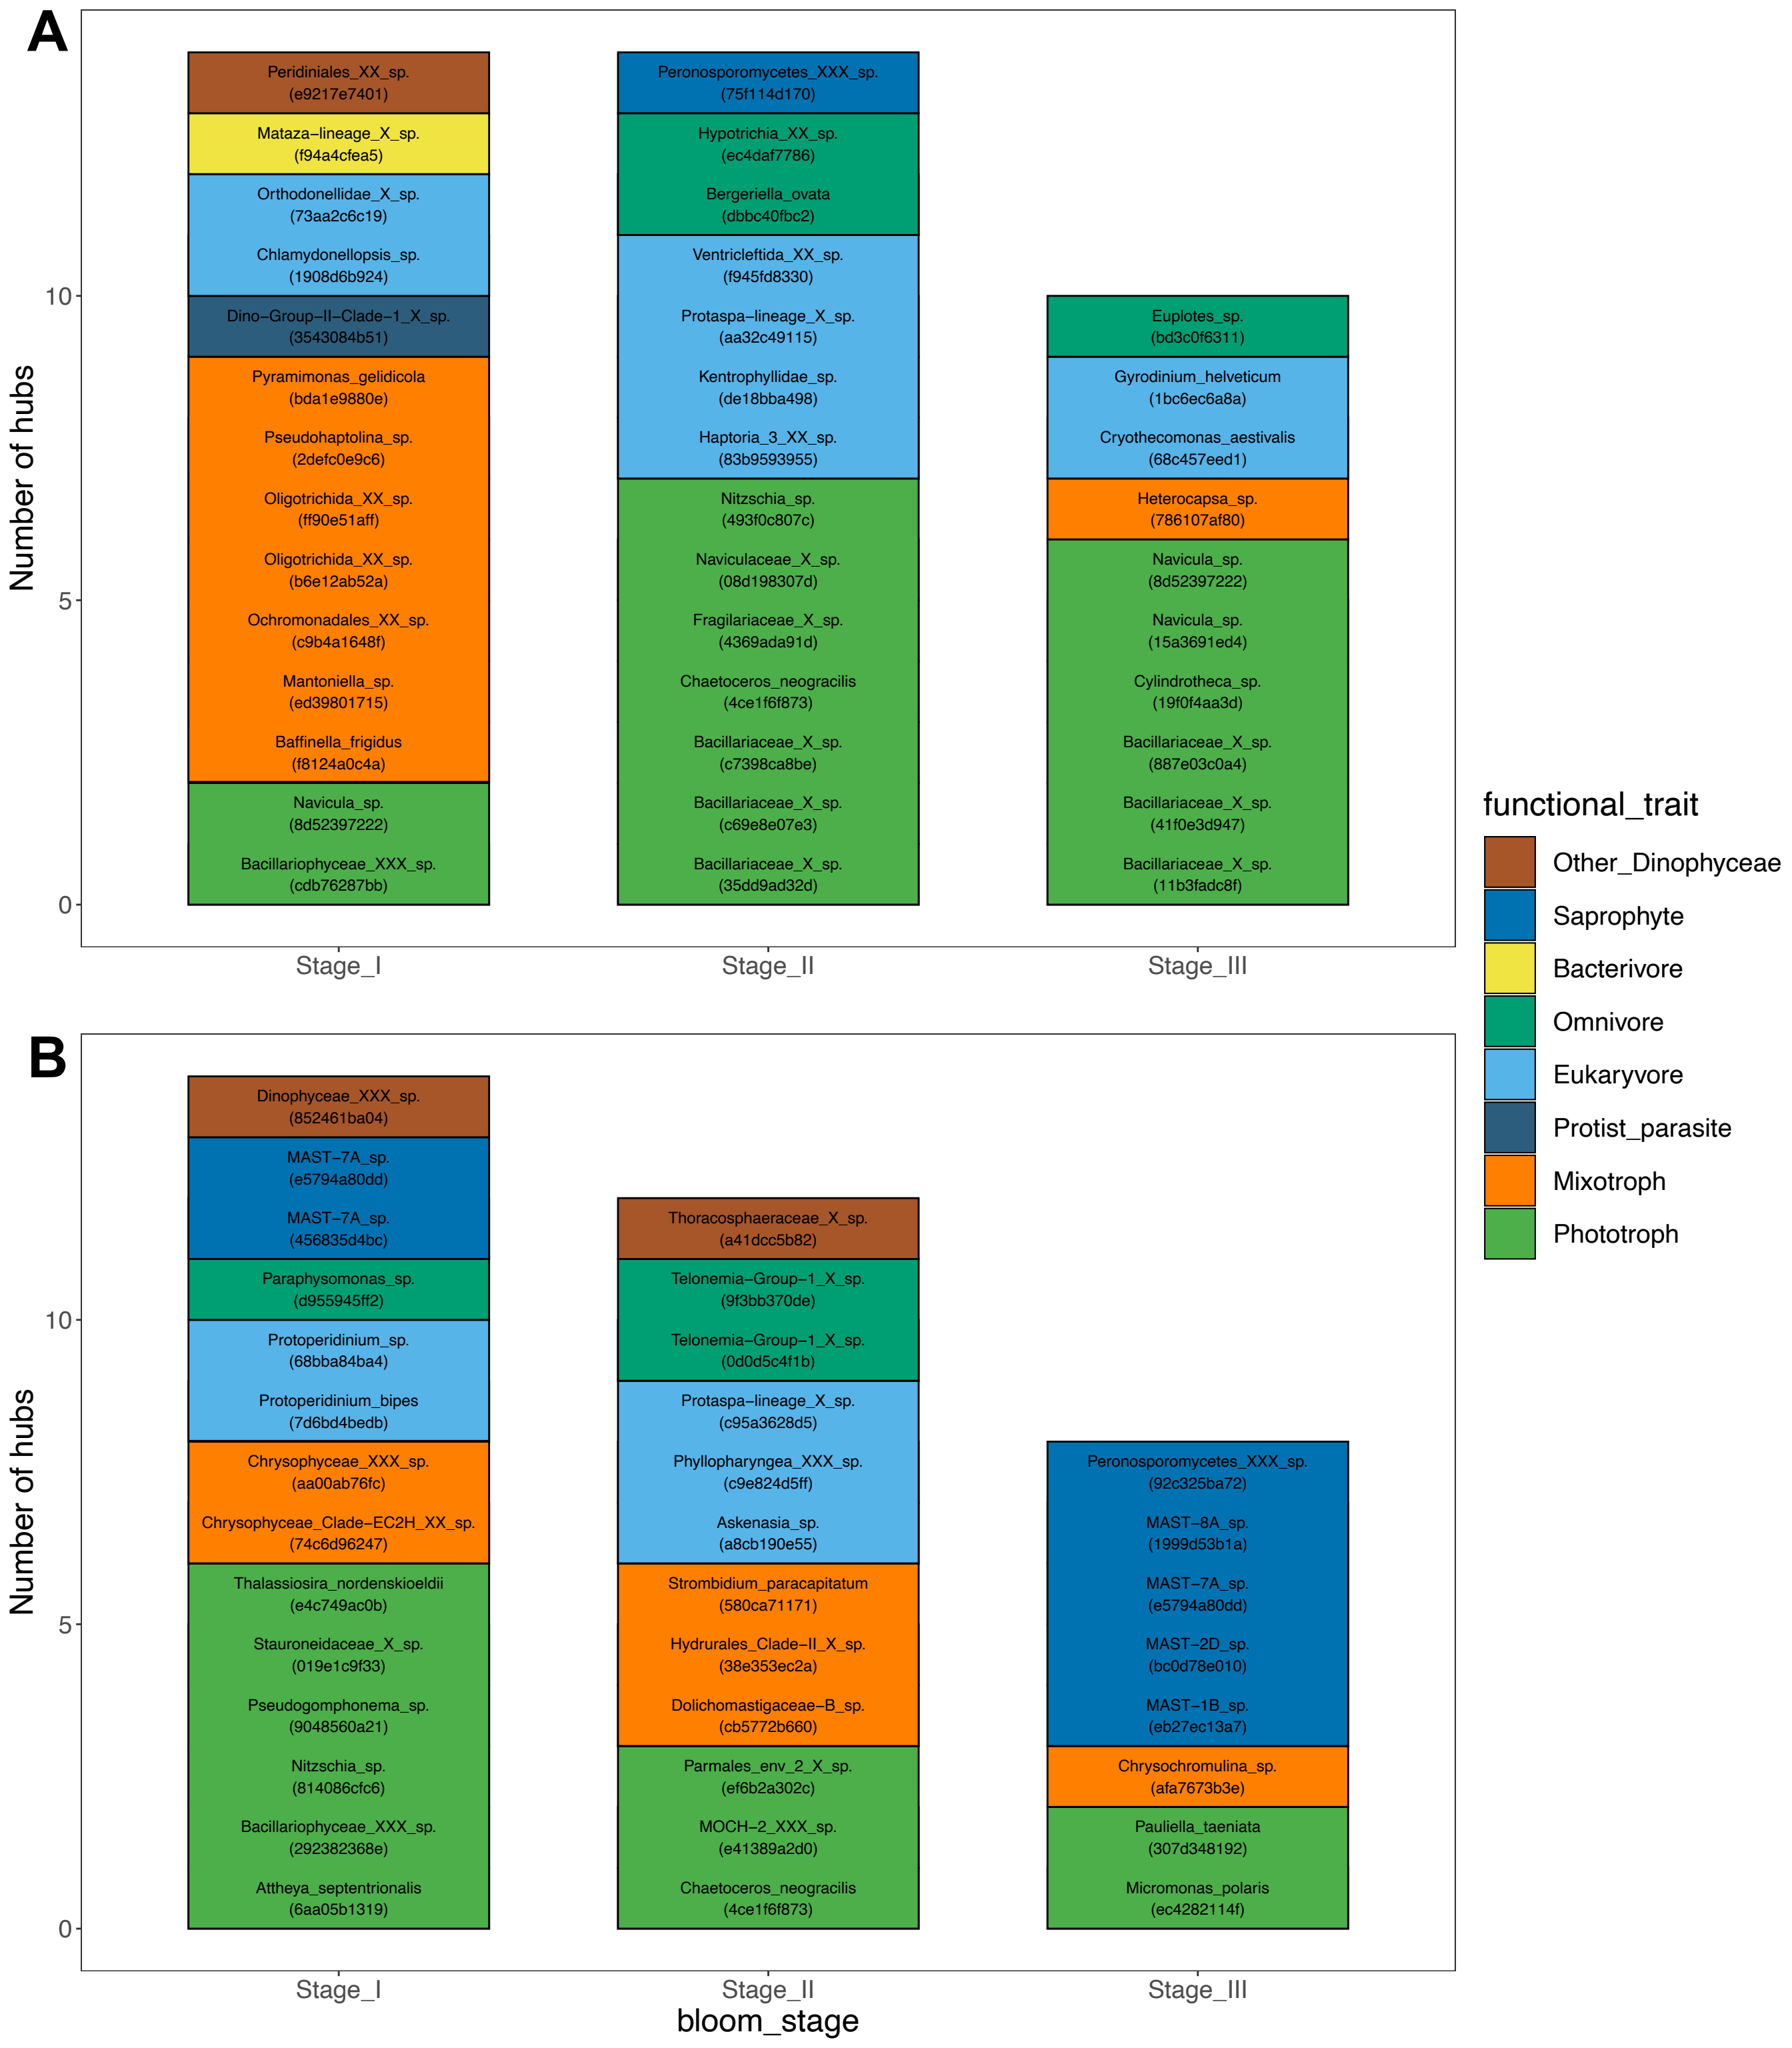 A
Number of hubs
10
5
0
Peridiniales_XX_sp.
(e9217e7401)
Mataza−lineage_X_sp.
(f94a4cfea5)
Orthodonellidae_X_sp.
(73aa2c6c19)
Chlamydonellopsis_sp.
(1908d6b924)
Dino−Group−II−Clade−1_X_sp.
(3543084b51)
Pyramimonas_gelidicola
(bda1e9880e)
Pseudohaptolina_sp.
(2defc0e9c6)
Oligotrichida_XX_sp.
(ff90e51aff)
Oligotrichida_XX_sp.
(b6e12ab52a)
Ochromonadales_XX_sp.
(c9b4a1648f)
Mantoniella_sp.
(ed39801715)
Baffinella_frigidus
(f8124a0c4a)
Navicula_sp.
(8d52397222)
Bacillariophyceae_XXX_sp.
(cdb76287bb)
Peronosporomycetes_XXX_sp.
(75f114d170)
Hypotrichia_XX_sp.
(ec4daf7786)
Bergeriella_ovata
(dbbc40fbc2)
Ventricleftida_XX_sp.
(f945fd8330)
Protaspa−lineage_X_sp.
(aa32c49115)
Kentrophyllidae_sp.
(de18bba498)
Haptoria_3_XX_sp.
(83b9593955)
Nitzschia_sp.
(493f0c807c)
Naviculaceae_X_sp.
(08d198307d)
Fragilariaceae_X_sp.
(4369ada91d)
Chaetoceros_neogracilis
(4ce1f6f873)
Bacillariaceae_X_sp.
(c7398ca8be)
Bacillariaceae_X_sp.
(c69e8e07e3)
Bacillariaceae_X_sp.
(35dd9ad32d)
Euplotes_sp.
(bd3c0f6311)
Gyrodinium_helveticum
(1bc6ec6a8a)
Cryothecomonas_aestivalis
(68c457eed1)
Heterocapsa_sp.
(786107af80)
Navicula_sp.
(8d52397222)
Navicula_sp.
(15a3691ed4)
Cylindrotheca_sp.
(19f0f4aa3d)
Bacillariaceae_X_sp.
(887e03c0a4)
Bacillariaceae_X_sp.
(41f0e3d947)
Bacillariaceae_X_sp.
(11b3fadc8f)
Stage_I
Stage_II
Stage_III
functional_trait
Other_Dinophyceae
Saprophyte
Bacterivore
Omnivore
Eukaryvore
Protist_parasite
Mixotroph
Phototroph
B
Number of hubs
10
5
0
Dinophyceae_XXX_sp.
(852461ba04)
MAST−7A_sp.
(e5794a80dd)
MAST−7A_sp.
(456835d4bc)
Paraphysomonas_sp.
(d955945ff2)
Protoperidinium_sp.
(68bba84ba4)
Protoperidinium_bipes
(7d6bd4bedb)
Chrysophyceae_XXX_sp.
(aa00ab76fc)
Chrysophyceae_Clade−EC2H_XX_sp.
(74c6d96247)
Thalassiosira_nordenskioeldii
(e4c749ac0b)
Stauroneidaceae_X_sp.
(019e1c9f33)
Pseudogomphonema_sp.
(9048560a21)
Nitzschia_sp.
(814086cfc6)
Bacillariophyceae_XXX_sp.
(292382368e)
Attheya_septentrionalis
(6aa05b1319)
Thoracosphaeraceae_X_sp.
(a41dcc5b82)
Telonemia−Group−1_X_sp.
(9f3bb370de)
Telonemia−Group−1_X_sp.
(0d0d5c4f1b)
Protaspa−lineage_X_sp.
(c95a3628d5)
Phyllopharyngea_XXX_sp.
(c9e824d5ff)
Askenasia_sp.
(a8cb190e55)
Strombidium_paracapitatum
(580ca71171)
Hydrurales_Clade−II_X_sp.
(38e353ec2a)
Dolichomastigaceae−B_sp.
(cb5772b660)
Parmales_env_2_X_sp.
(ef6b2a302c)
MOCH−2_XXX_sp.
(e41389a2d0)
Chaetoceros_neogracilis
(4ce1f6f873)
Peronosporomycetes_XXX_sp.
(92c325ba72)
MAST−8A_sp.
(1999d53b1a)
MAST−7A_sp.
(e5794a80dd)
MAST−2D_sp.
(bc0d78e010)
MAST−1B_sp.
(eb27ec13a7)
Chrysochromulina_sp.
(afa7673b3e)
Pauliella_taeniata
(307d348192)
Micromonas_polaris
(ec4282114f)
Stage_I
Stage_II
Stage_III
bloom_stage